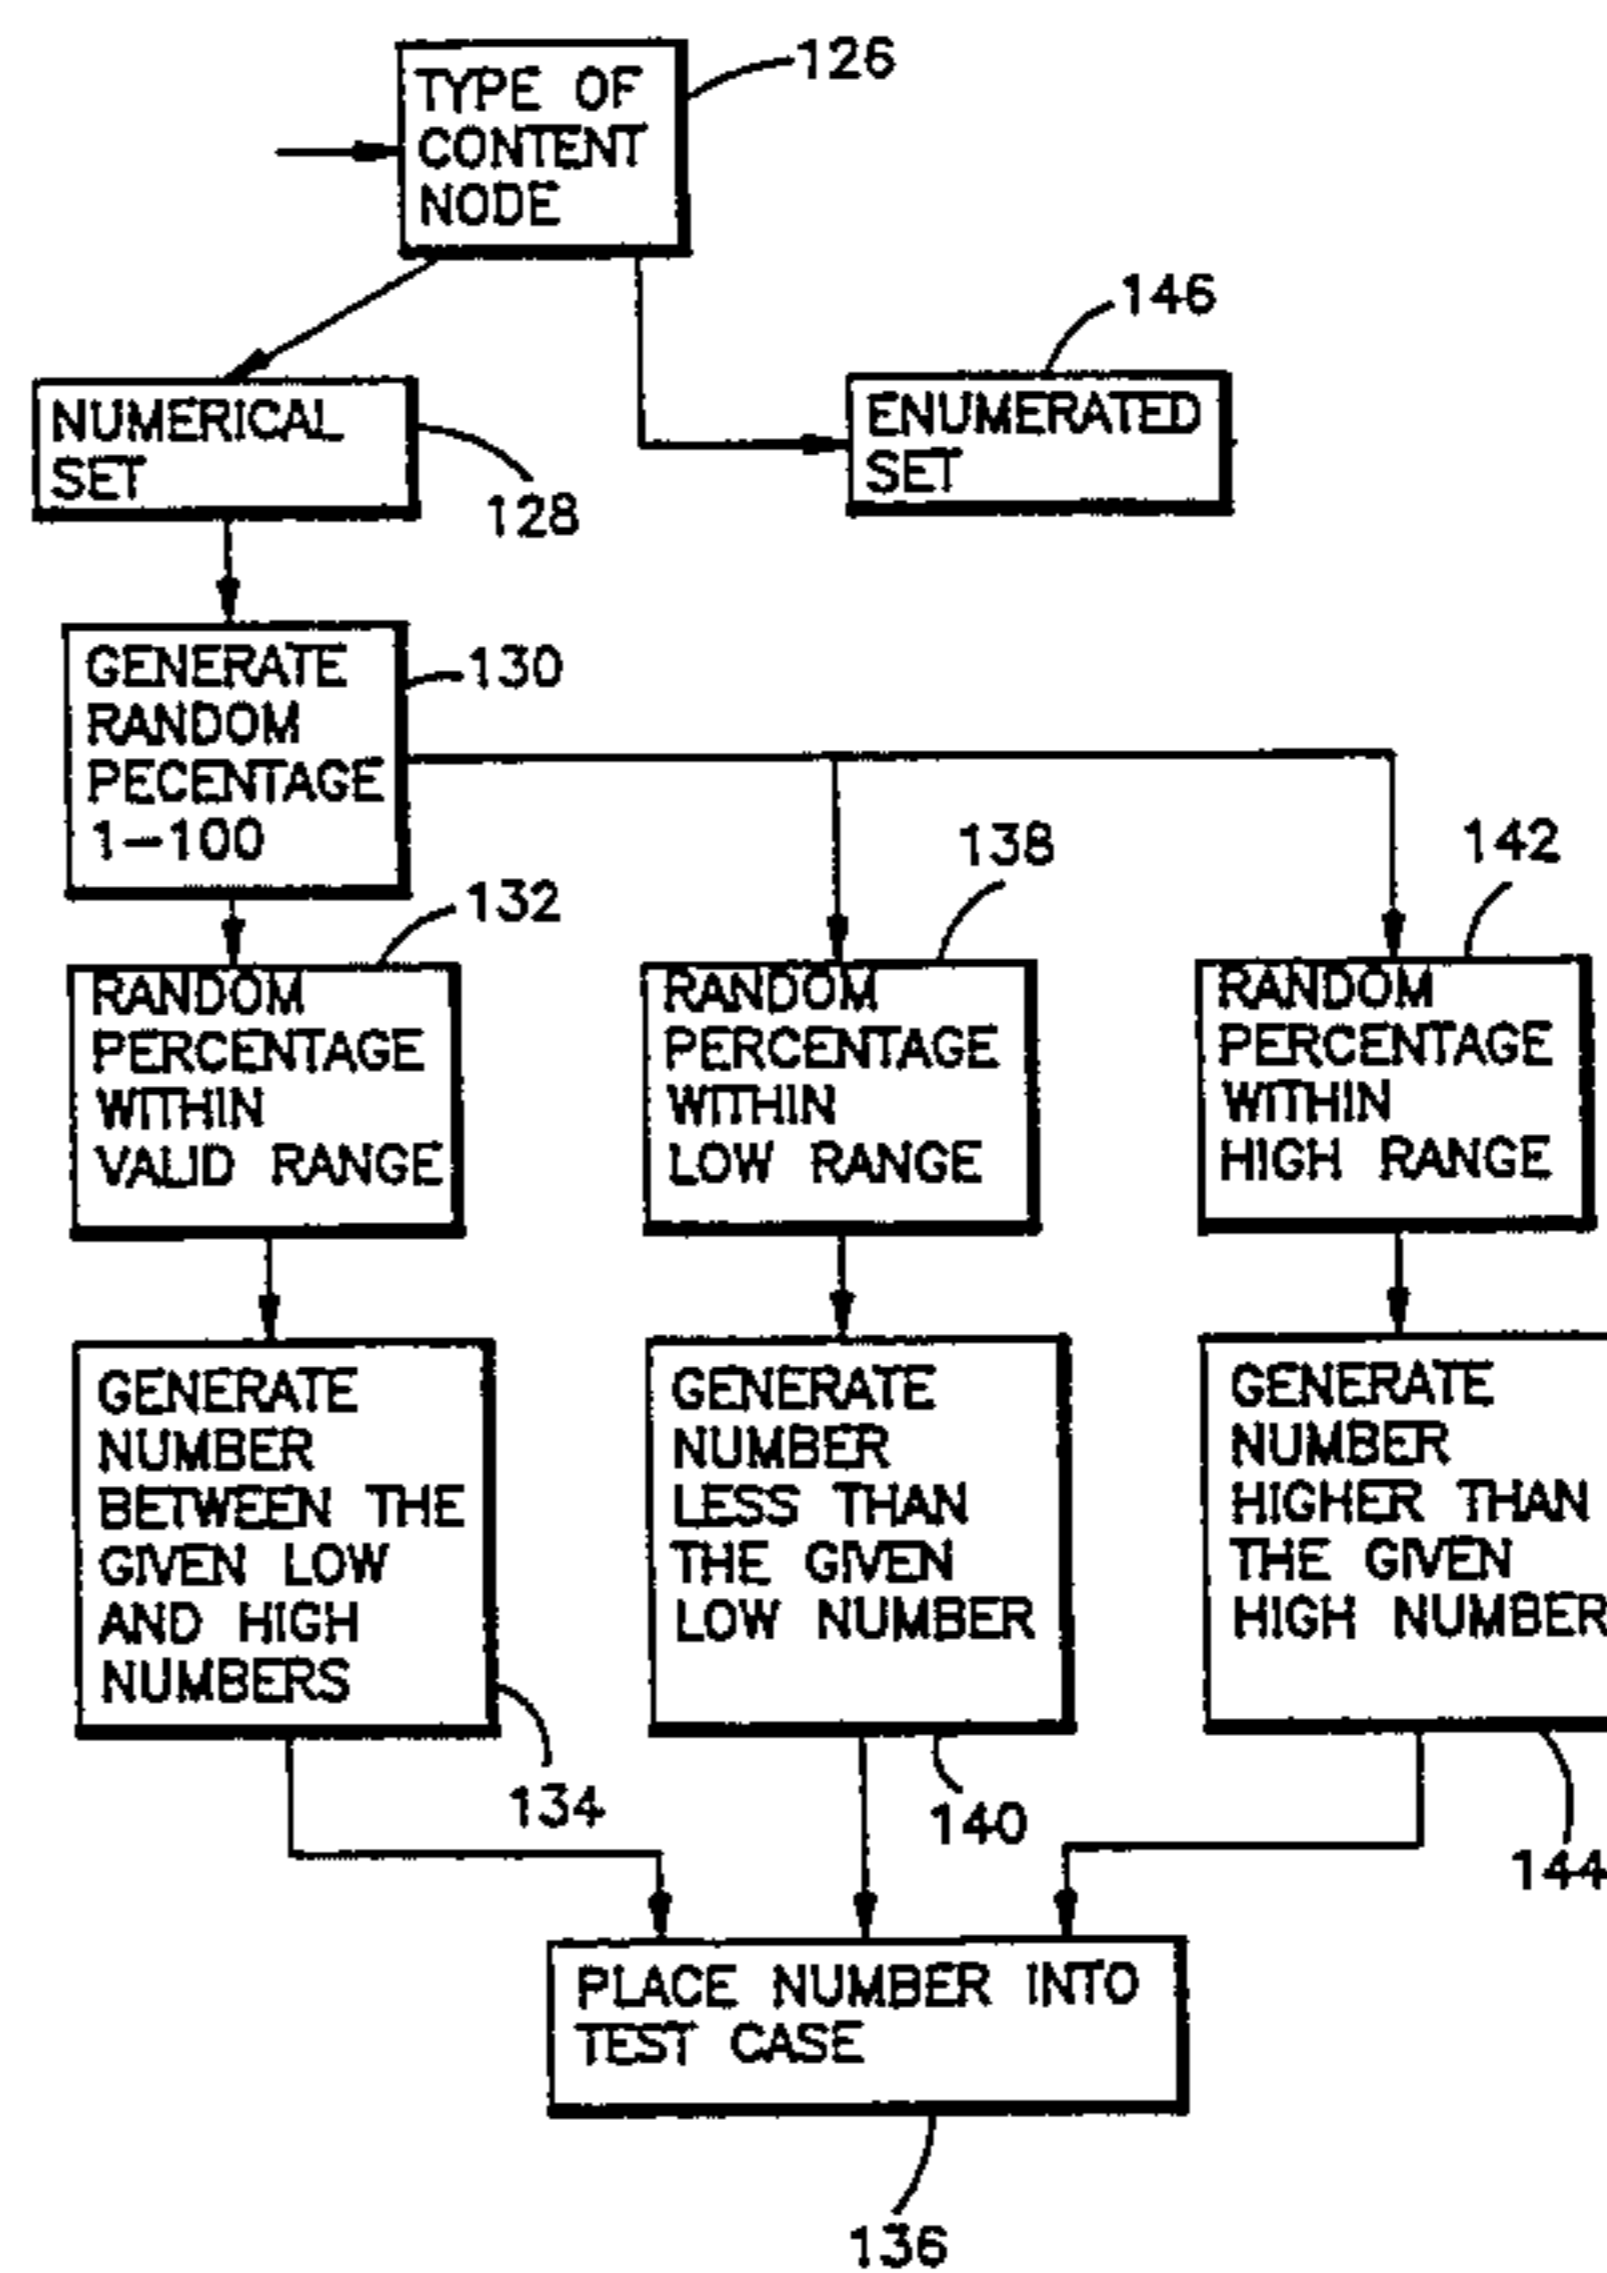 TYPE OF
CONTENT
NODE
126
146
NUMERICAL
SET
128
ENUMERATED
SET
GENERATE
RANDOM
PECENTAGE
1-100
130
132
138
142
RANDOM
PERCENTAGE
WITHIN
VALID RANGE
RANDOM
PERCENTAGE
WITHIN
LOW RANGE
RANDOM
PERCENTAGE
WITHIN
HIGH RANGE
GENERATE
NUMBER
BETWEEN THE
GIVEN LOW
AND HIGH
NUMBERS
134
GENERATE
NUMBER
LESS THAN
THE GIVEN
LOW NUMBER
140
GENERATE
NUMBER
HIGHER THAN
THE GIVEN
HIGH NUMBER
144
PLACE NUMBER INTO
TEST CASE
136